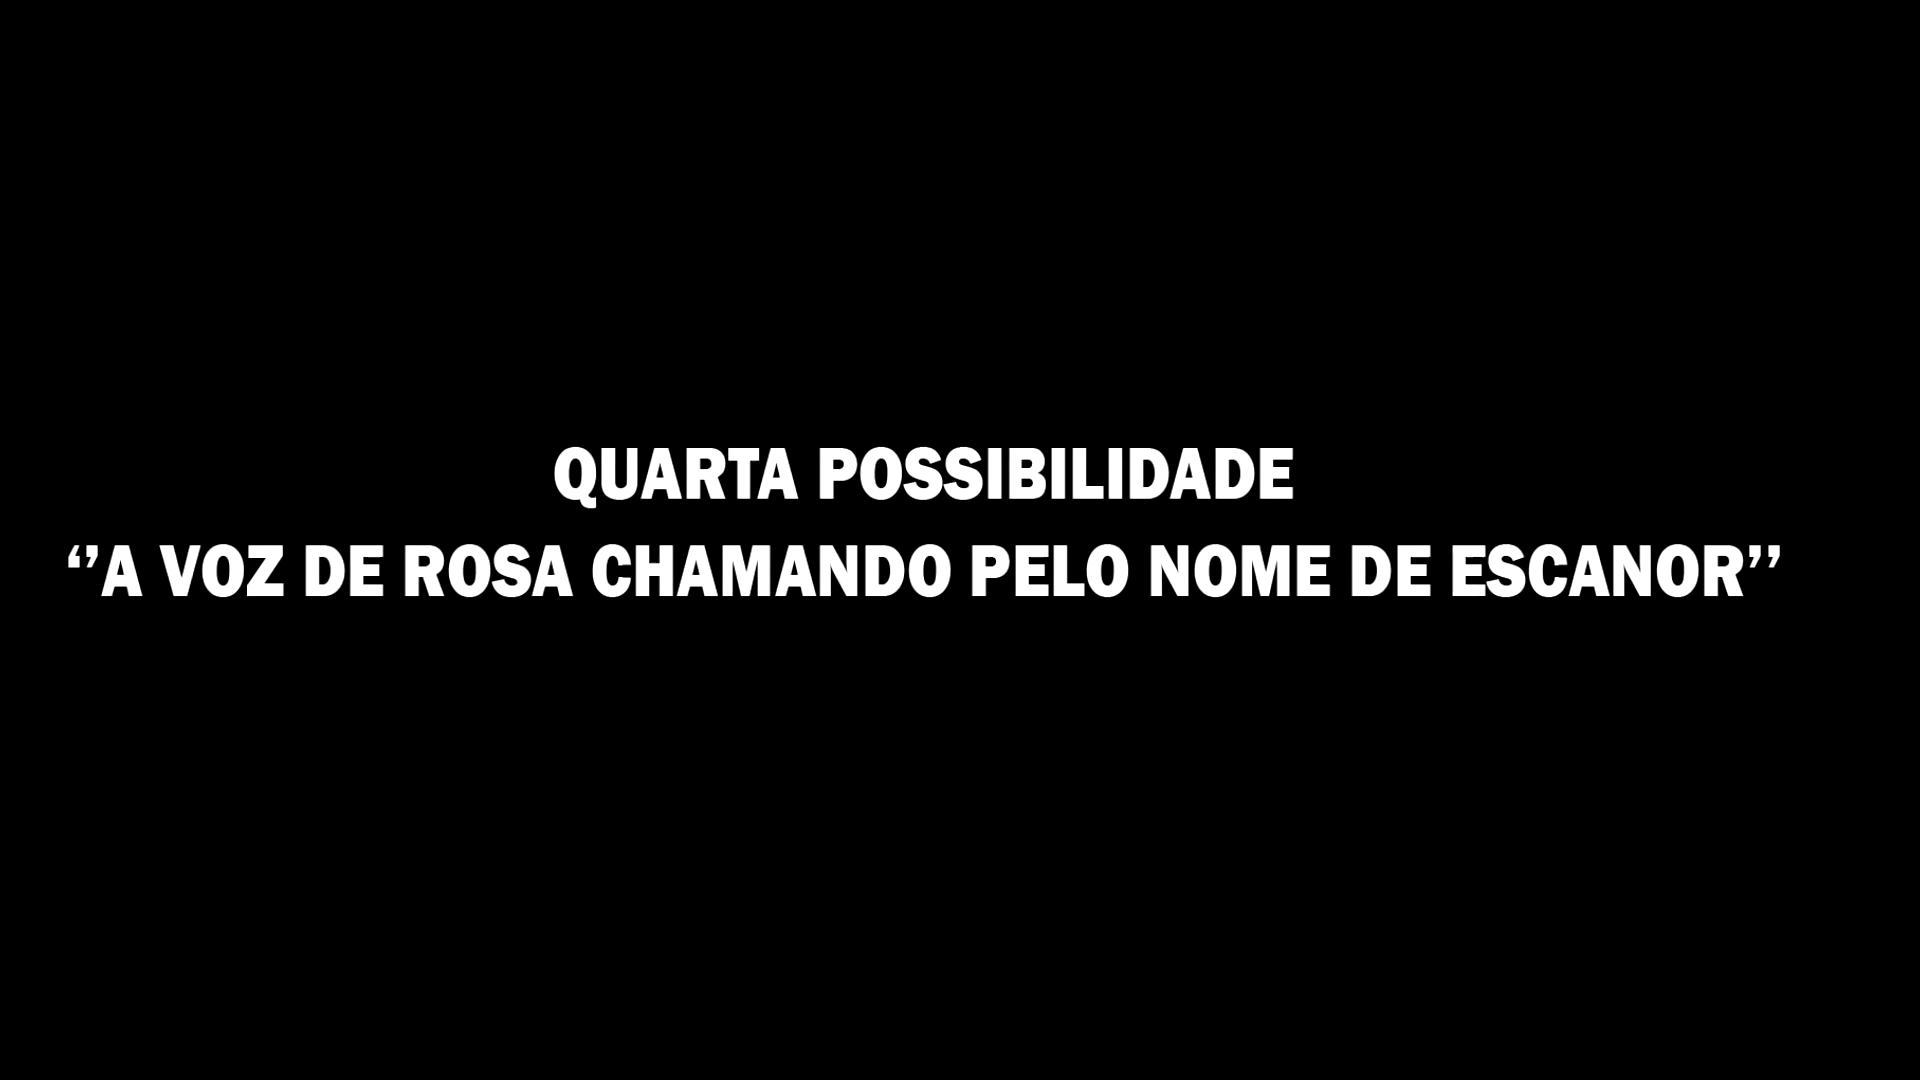 QUARTA POSSIBILIDADE
‘’A VOZ DE ROSA CHAMANDO PELO NOME DE ESCANOR’’